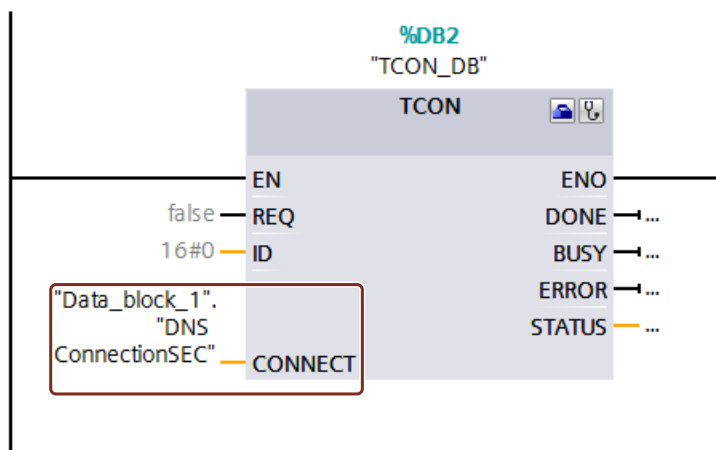 %DB2
"TCON_DB"
TCON
EN
ENO
false
REQ
DONE
...
16#0
ID
BUSY
...
"Data_block_1".
"DNS
ConnectionSEC"
CONNECT
ERROR
...
STATUS
...